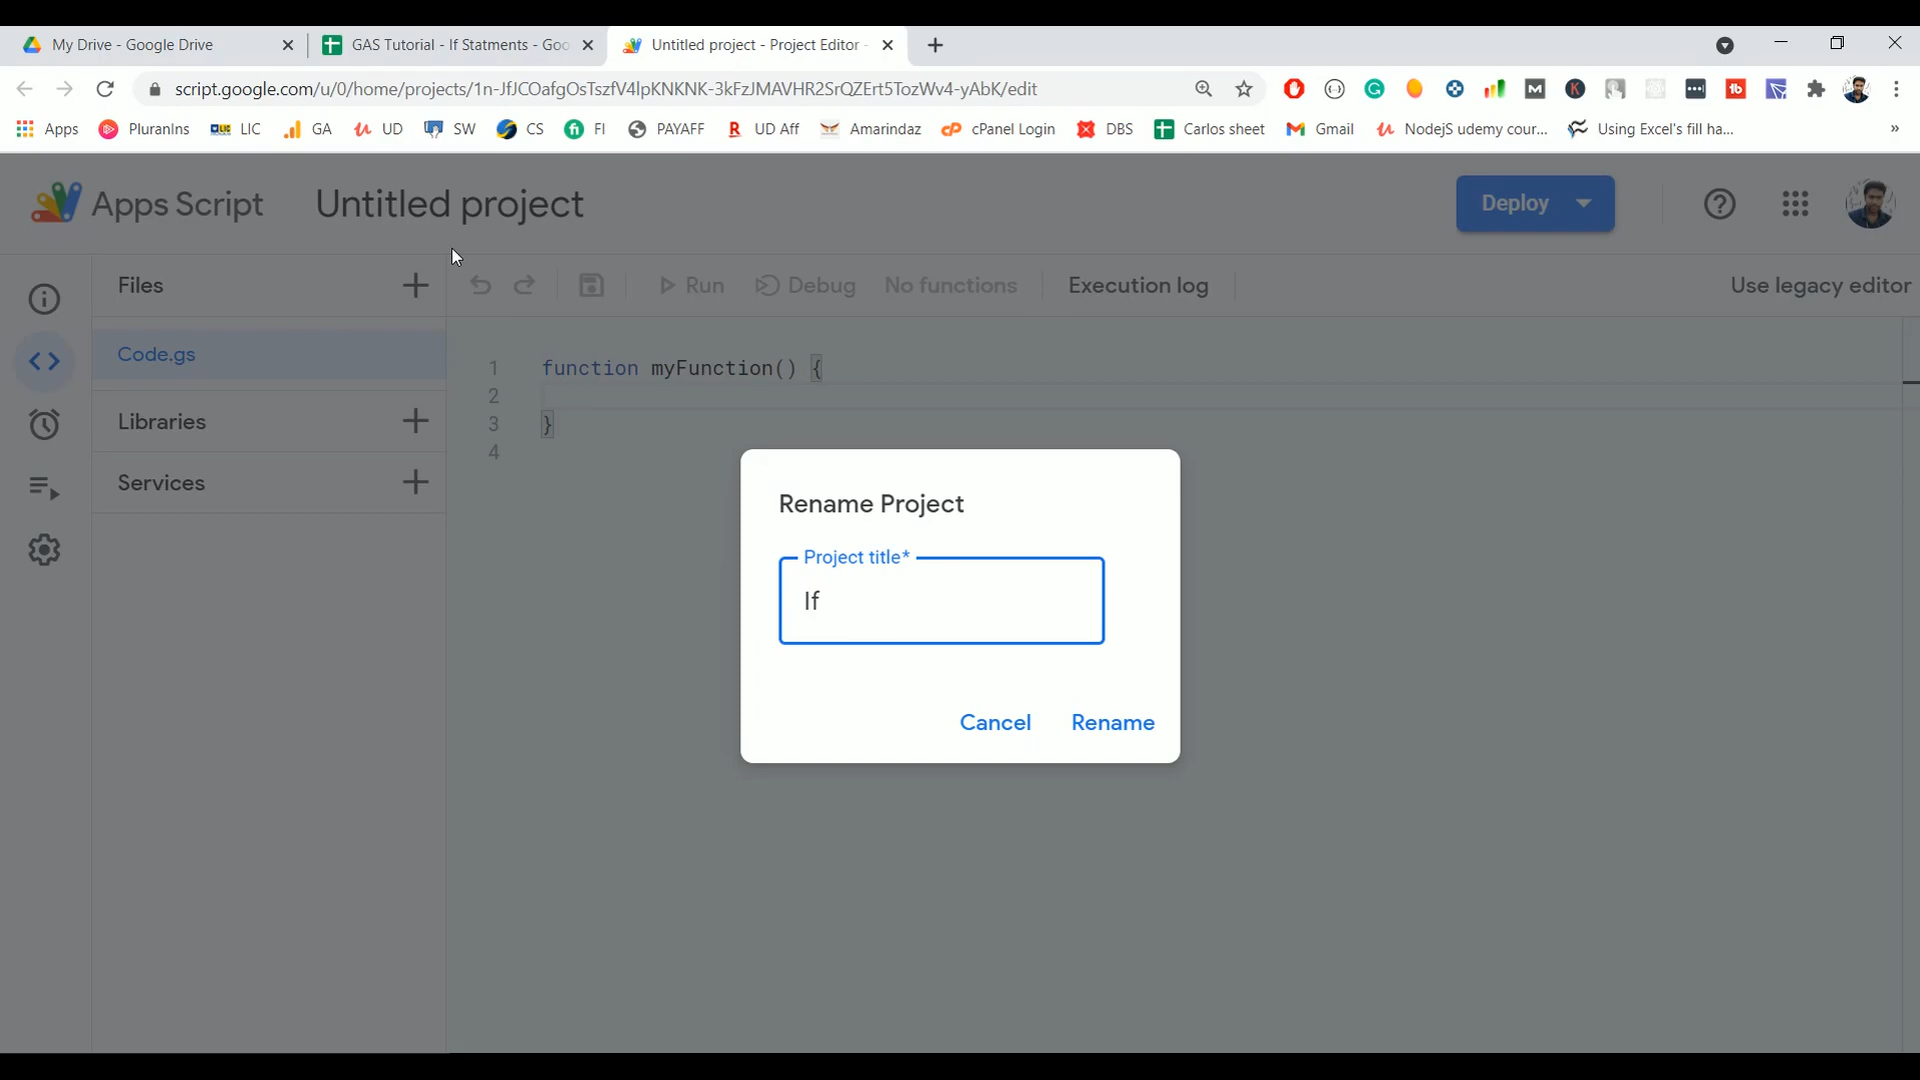 My Drive - Google Drive
GAS Tutorial - If Statments - Goo
Untitled project - Project Editor -
script.google.com/u/0/home/projects/1n-JfJCOafgOsTszfV4lpKNKNK-3kFzJMAVHR2SrQZErt5TozWv4-yAbK/edit
Apps
PluranIns
LIC
GA
UD
SW
CS
FI
PAYAFF
UD Aff
Amarindaz
cPanel Login
DBS
Carlos sheet
Gmail
NodejS udemy cour...
Using Excel's fill ha...
»
Apps Script
Untitled project
Deploy
Files
Run
Debug
No functions
Execution log
Use legacy editor
Code.gs
Libraries
Services
1 function myFunction() {
2
3 }
4
Rename Project
Project title*
If
Cancel
Rename